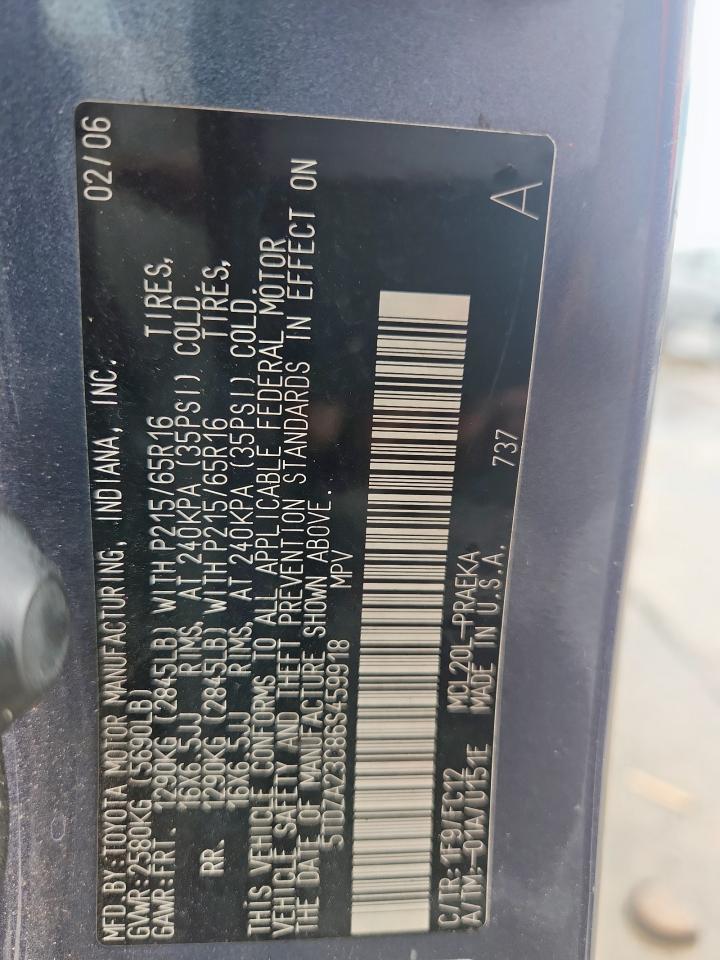 MFD.BY:TOYOTA MOTOR MANUFACTURING, INDIANA, INC. 02/06
GVWR:2580KG (5690LB)
GAWR:FRT. 1290KG (2845LB) WITH P215/65R16 TIRES,
16X6.5JJ RIMS, AT 240KPA (35PSI) COLD.
RR. 1290KG (2845LB) WITH P215/65R16 TIRES,
16X6.5JJ RIMS, AT 240KPA (35PSI) COLD.
THIS VEHICLE CONFORMS TO ALL APPLICABLE FEDERAL MOTOR
VEHICLE SAFETY AND THEFT PREVENTION STANDARDS IN EFFECT ON
THE DATE OF MANUFACTURE SHOWN ABOVE.
5TDZA23C86S459918 MPV
C/TR:1F9/FC12 MCL20L-PRAEKA
A/TM:-01A/U151E MADE IN U.S.A. 737 A